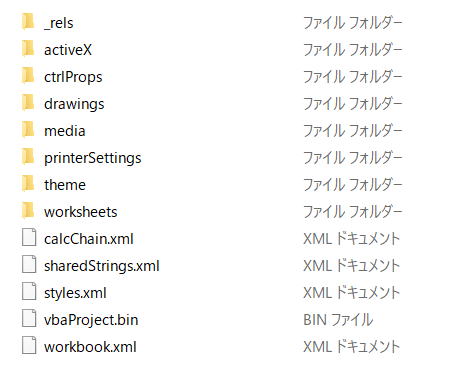 _rels ファイル フォルダー
activeX ファイル フォルダー
ctrlProps ファイル フォルダー
drawings ファイル フォルダー
media ファイル フォルダー
printerSettings ファイル フォルダー
theme ファイル フォルダー
worksheets ファイル フォルダー
calcChain.xml XML ドキュメント
sharedStrings.xml XML ドキュメント
styles.xml XML ドキュメント
vbaProject.bin BIN ファイル
workbook.xml XML ドキュメント